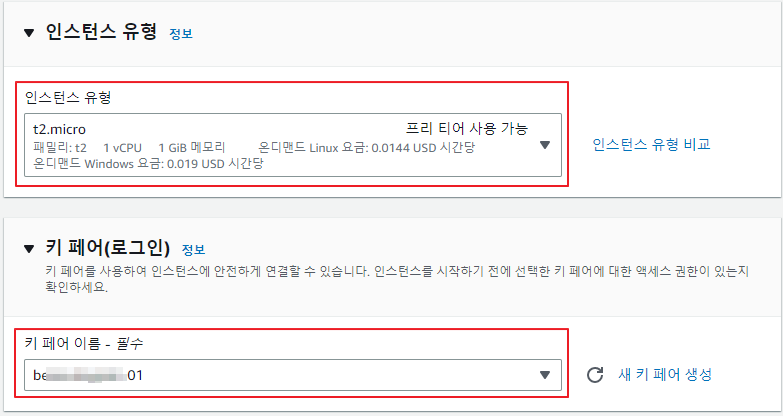 인스턴스 유형 정보
인스턴스 유형
t2.micro 프리 티어 사용 가능
패밀리: t2 1 vCPU 1 GiB 메모리 온디맨드 Linux 요금: 0.0144 USD 시간당
온디맨드 Windows 요금: 0.019 USD 시간당
인스턴스 유형 비교
키 페어(로그인) 정보
키 페어를 사용하여 인스턴스에 안전하게 연결할 수 있습니다. 인스턴스를 시작하기 전에 선택한 키 페어에 대한 액세스 권한이 있는지
확인하세요.
키 페어 이름 - 필수
01
새 키 페어 생성